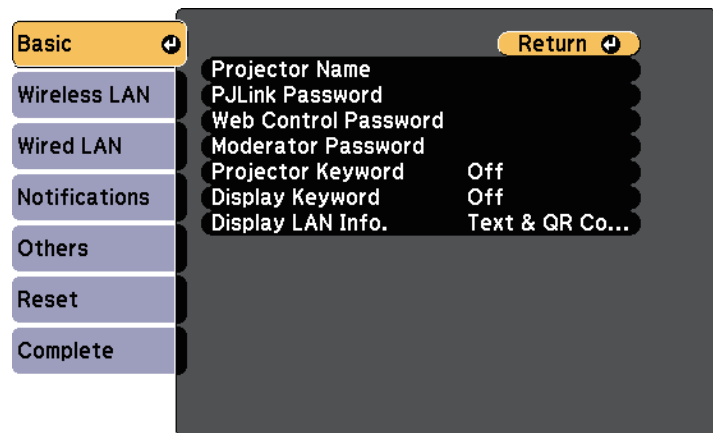 Basic
Wireless LAN
Wired LAN
Notifications
Others
Reset
Complete
Return
Projector Name
PJLink Password
Web Control Password
Moderator Password
Projector Keyword Off
Display Keyword Off
Display LAN Info. Text & QR Co...